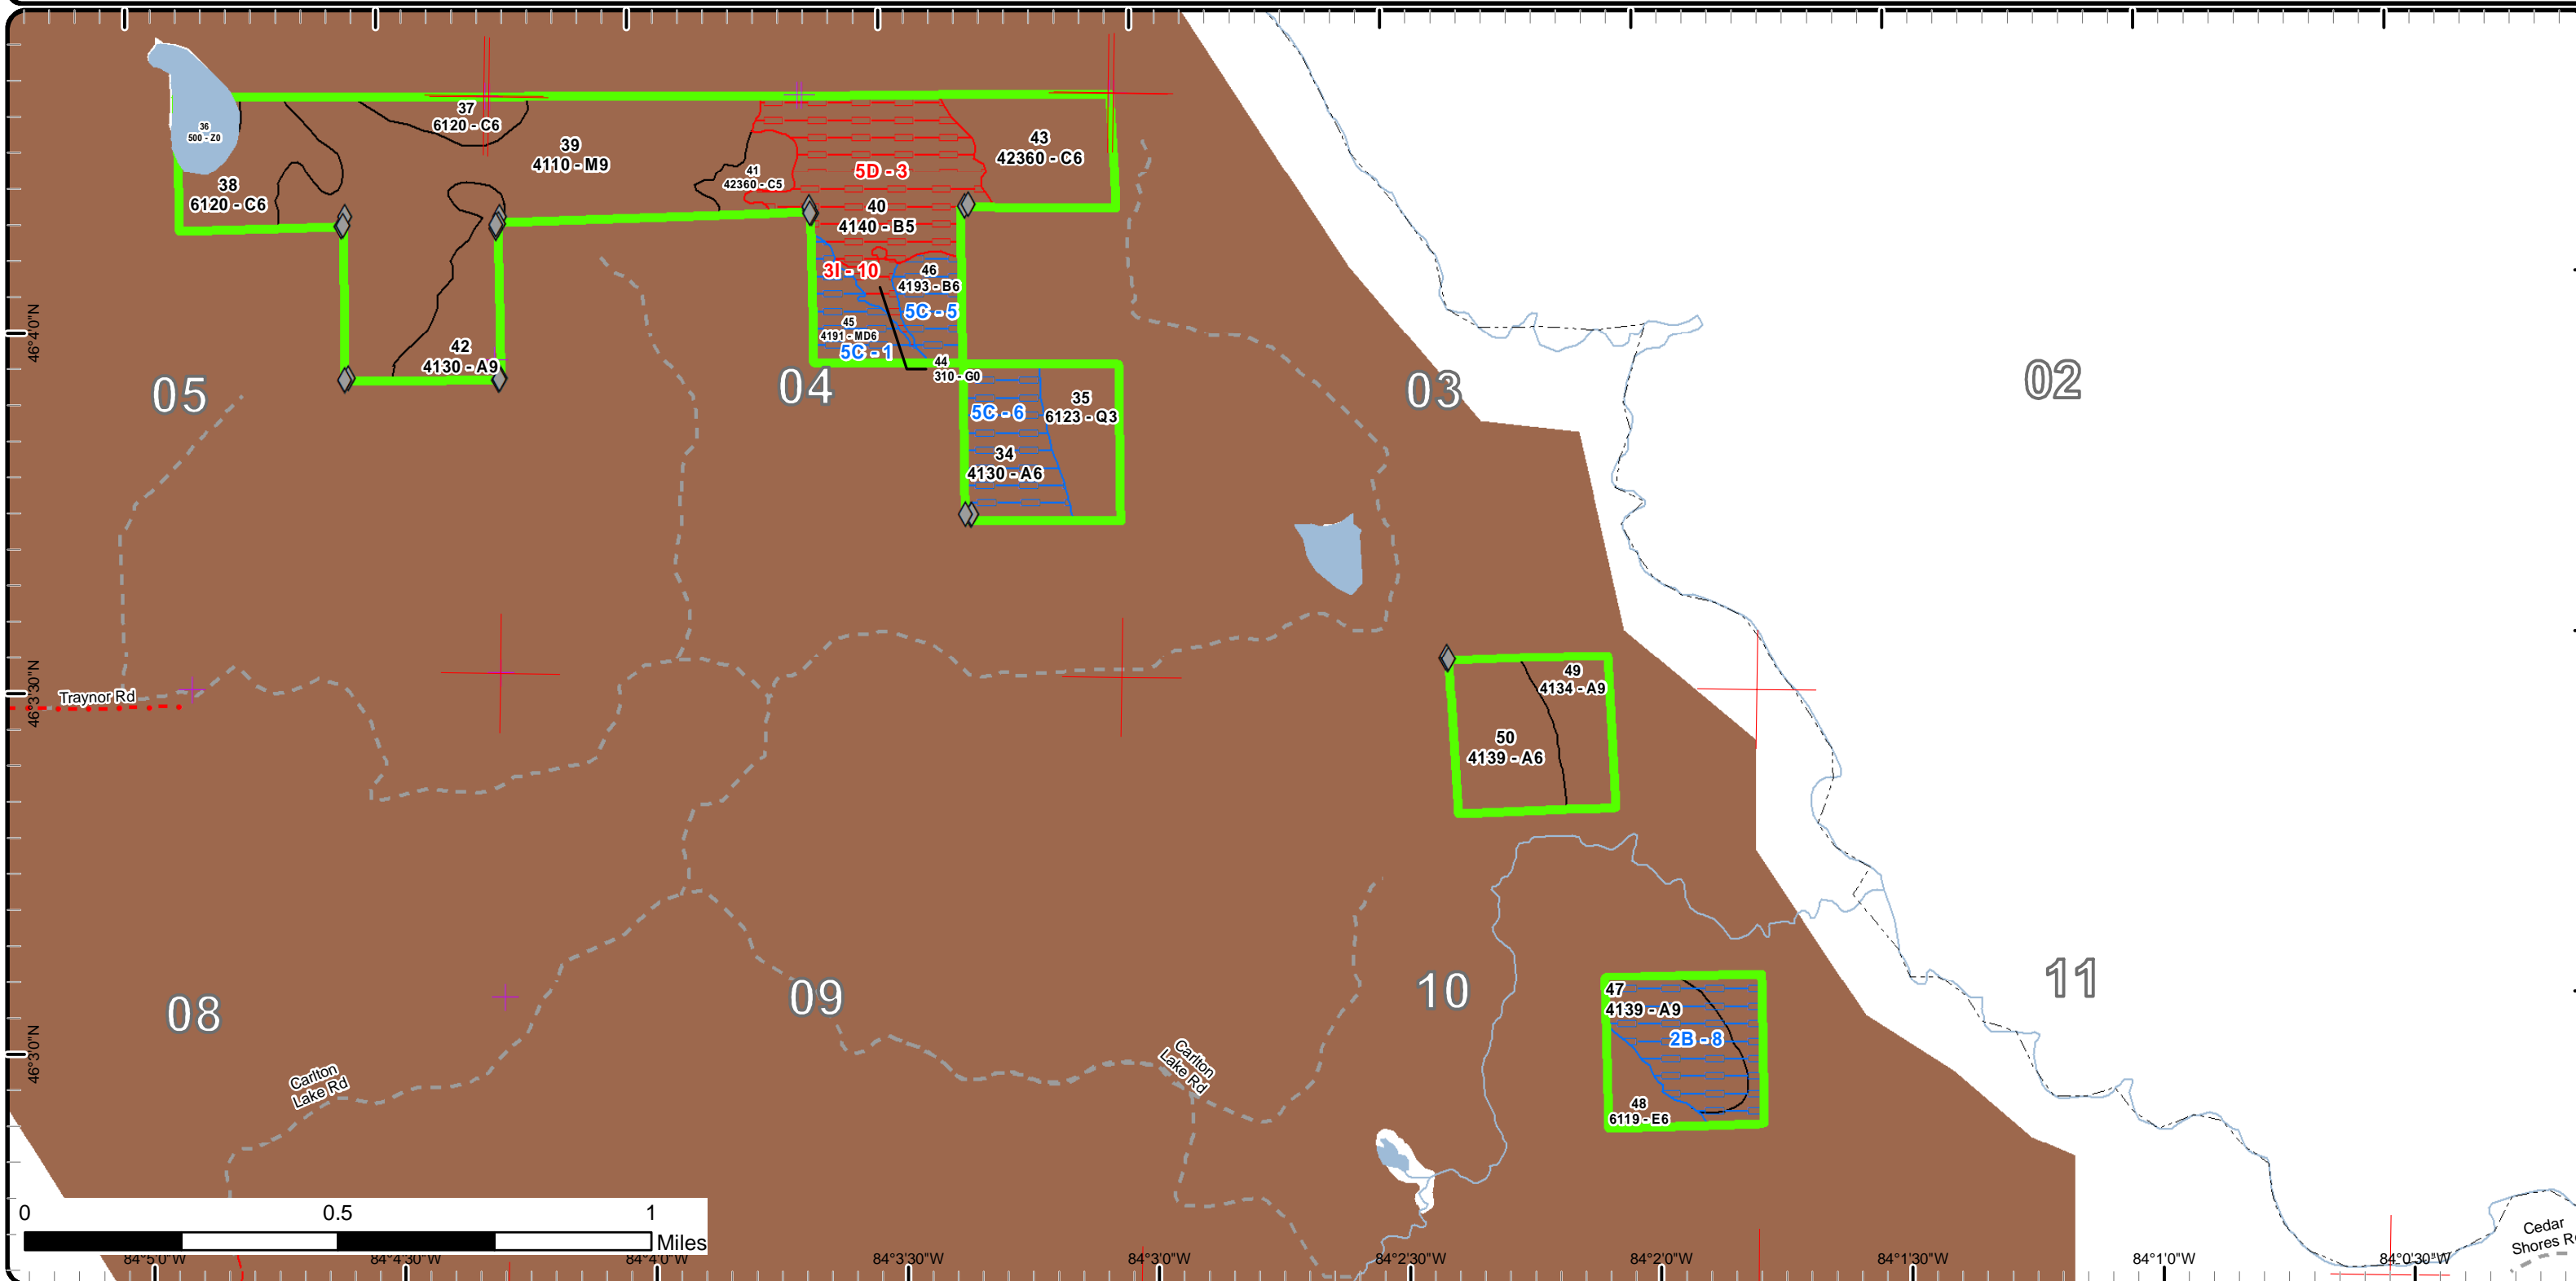 37
6120 - C6
36
500 - Z0
39
4110 - M9
43
42360 - C6
41
42360 - C5
5D - 3
38
6120 - C6
40
4140 - B5
3I - 10
46
4193 - B6
5C - 5
45
4191 - MD6
5C - 1
42
4130 - A9
44
310 - G0
46°4'0"N
05
04
03
02
35
6123 - Q3
5C - 6
34
4130 - A6
46°3'30"N
Traynor Rd
49
4134 - A9
50
4139 - A6
08
09
10
11
47
4139 - A9
2B - 8
48
6119 - E6
46°3'0"N
Carlton
Lake Rd
Carlton
Lake Rd
0 0.5 1
Miles
Cedar
Shores R
84°5'0"W 84°4'30"W 84°4'0"W 84°3'30"W 84°3'0"W 84°2'30"W 84°2'0"W 84°1'30"W 84°1'0"W 84°0'30"W